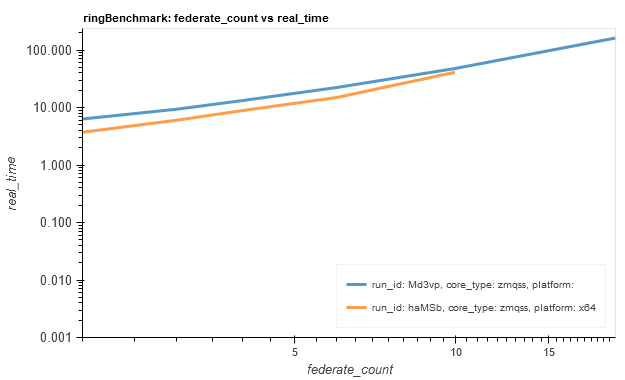 ringBenchmark: federate_count vs real_time
100.000
10.000
1.000
0.100
0.010
0.001
real_time
run_id: Md3vp, core_type: zmqss, platform:
run_id: haMSb, core_type: zmqss, platform: x64
5
10
15
federate_count